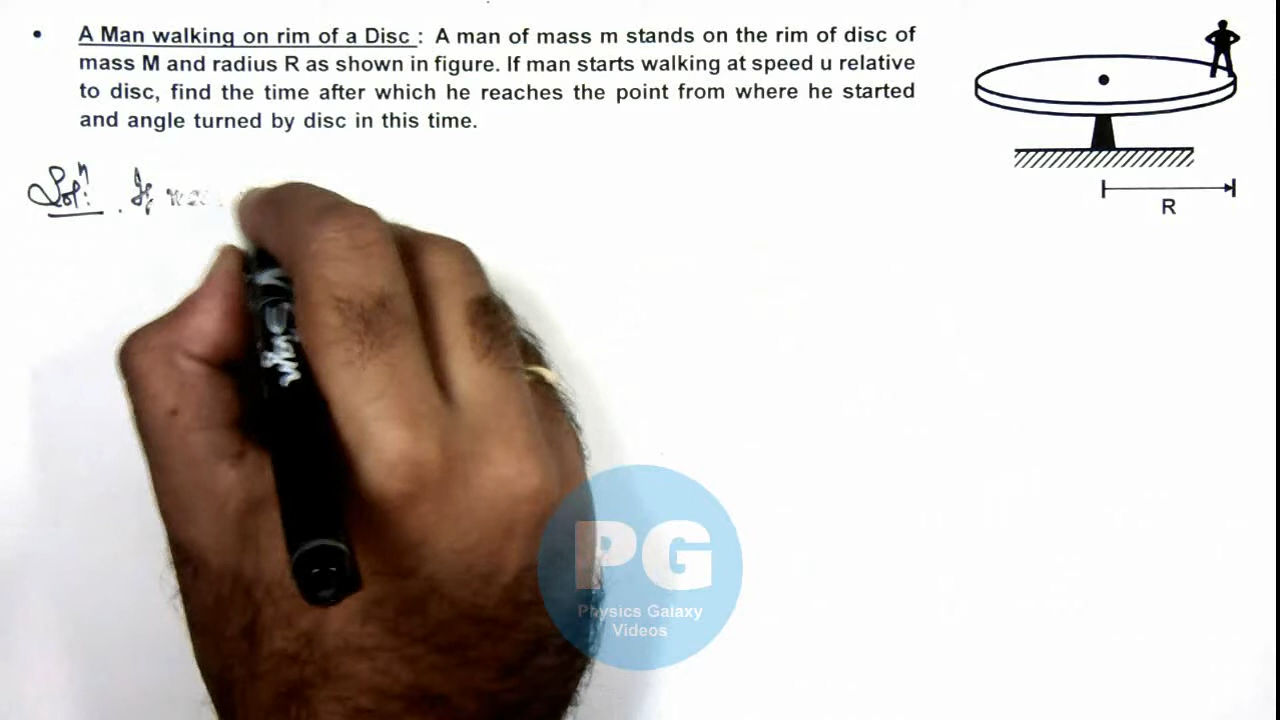 • A Man walking on rim of a Disc : A man of mass m stands on the rim of disc of
mass M and radius R as shown in figure. If man starts walking at speed u relative
to disc, find the time after which he reaches the point from where he started
and angle turned by disc in this time.
R
Solⁿ: . If
PG
Physics Galaxy
Videos